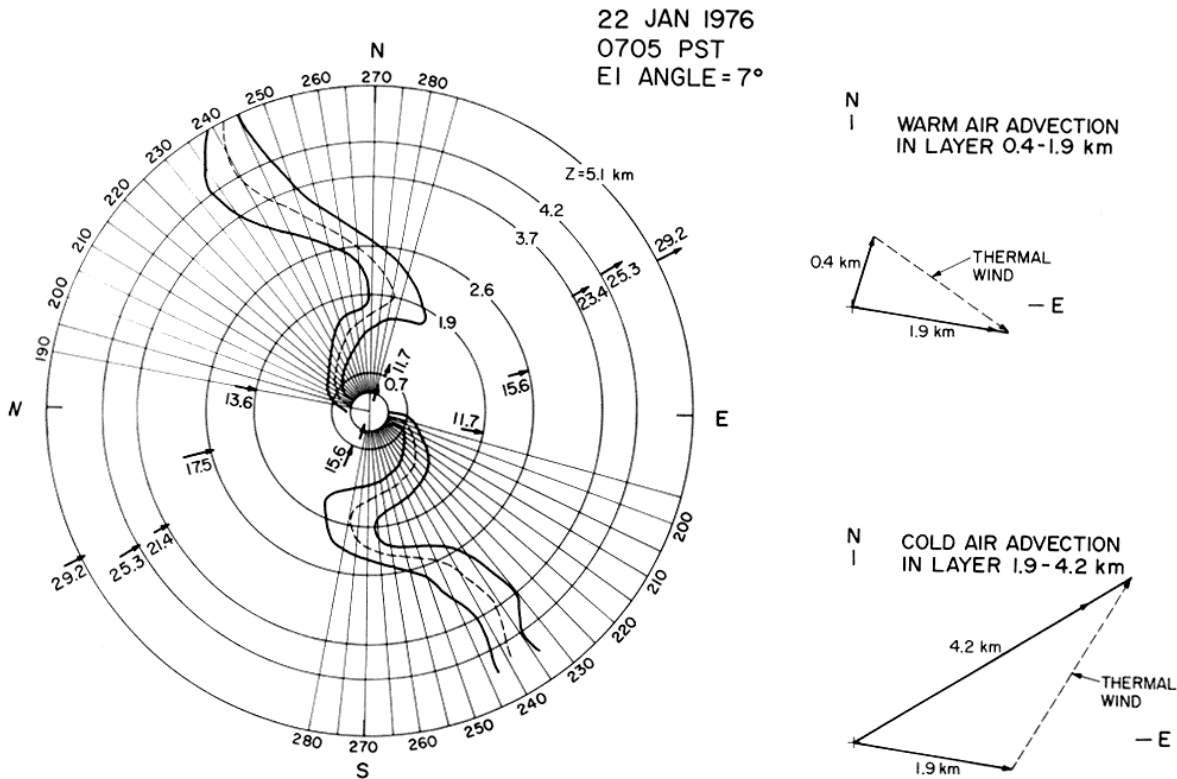 22 JAN 1976
0705 PST
El ANGLE = 7°
N
260
270
280
250
240
230
220
210
200
190
Z = 5.1 km
4.2
3.7
2.6
1.9
0.7
29.2
25.3
23.4
15.6
11.7
11.7
13.6
15.6
17.5
21.4
25.3
29.2
N
E
200
210
220
230
240
250
260
270
280
S
N
WARM AIR ADVECTION
IN LAYER 0.4-1.9 km
0.4 km
THERMAL
WIND
1.9 km
E
N
COLD AIR ADVECTION
IN LAYER 1.9-4.2 km
4.2 km
THERMAL
WIND
1.9 km
E